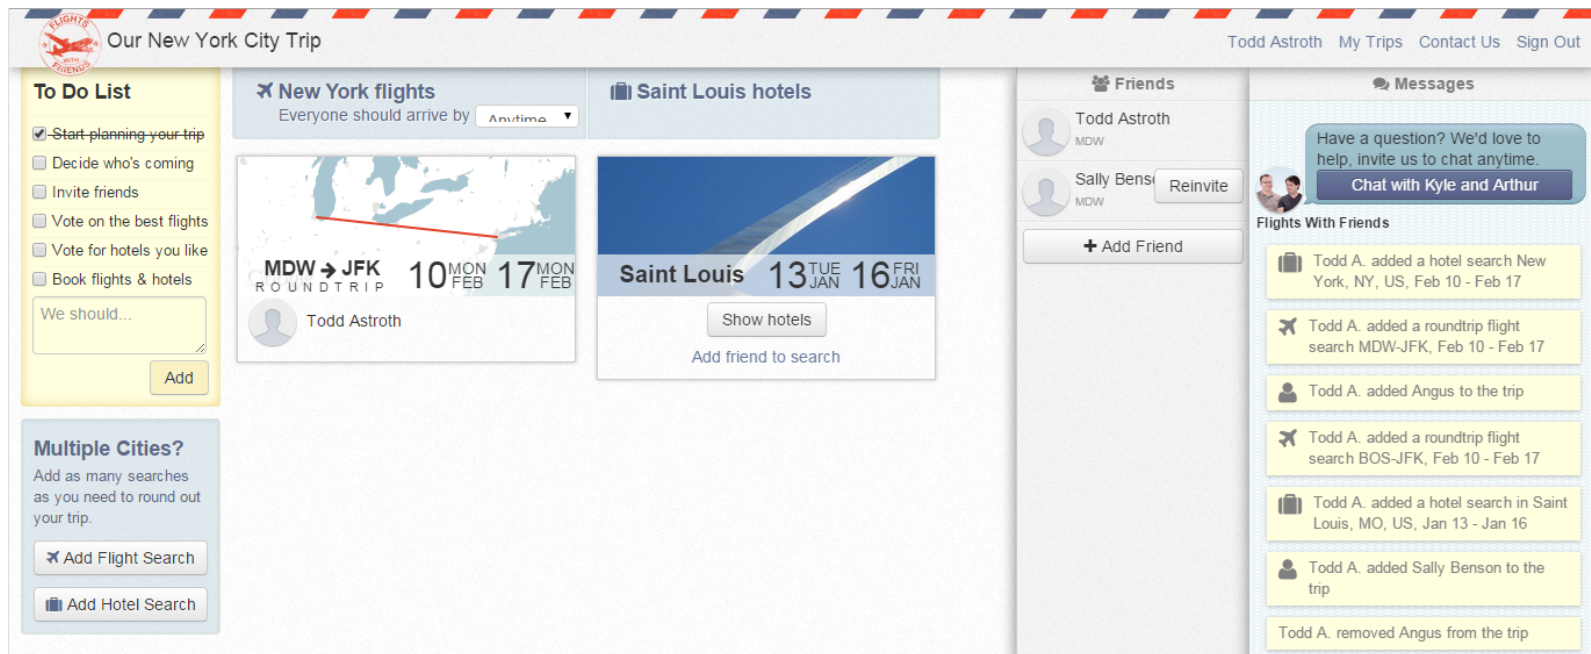 FLIGHTS
WITH
FRIENDS
Our New York City Trip
Todd Astroth
My Trips
Contact Us
Sign Out
To Do List
Start planning your trip
Decide who's coming
Invite friends
Vote on the best flights
Vote for hotels you like
Book flights & hotels
We should...
Add
Multiple Cities?
Add as many searches
as you need to round out
your trip.
Add Flight Search
Add Hotel Search
New York flights
Everyone should arrive by Anytime
MDW → JFK
ROUNDTRIP
10 MON FEB
17 MON FEB
Todd Astroth
Saint Louis hotels
Saint Louis
13 TUE JAN
16 FRI JAN
Show hotels
Add friend to search
Friends
Todd Astroth
MDW
Sally Bens
MDW
Reinvite
Add Friend
Messages
Have a question? We'd love to
help, invite us to chat anytime.
Chat with Kyle and Arthur
Flights With Friends
Todd A. added a hotel search New
York, NY, US, Feb 10 - Feb 17
Todd A. added a roundtrip flight
search MDW-JFK, Feb 10 - Feb 17
Todd A. added Angus to the trip
Todd A. added a roundtrip flight
search BOS-JFK, Feb 10 - Feb 17
Todd A. added a hotel search in Saint
Louis, MO, US, Jan 13 - Jan 16
Todd A. added Sally Benson to the
trip
Todd A. removed Angus from the trip